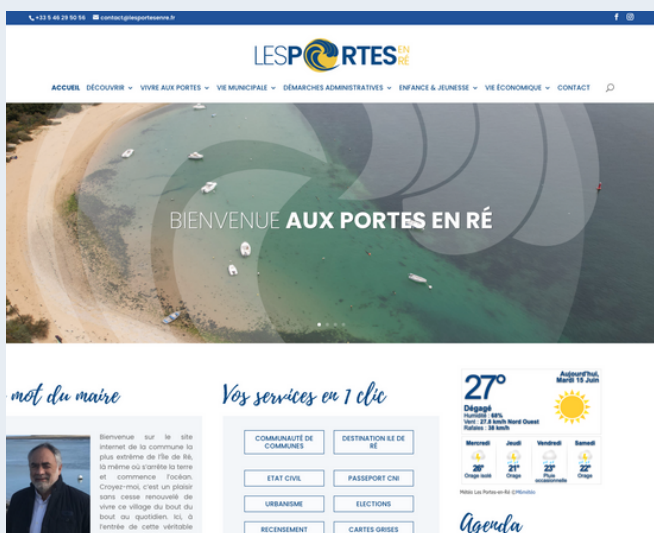 +33 5 46 29 50 56 contact@lesportesenre.fr
LESPORTES EN RÉ
ACCUEIL DÉCOUVRIR VIVRE AUX PORTES VIE MUNICIPALE DÉMARCHES ADMINISTRATIVES ENFANCE & JEUNESSE VIE ÉCONOMIQUE CONTACT
BIENVENUE AUX PORTES EN RÉ
mot du maire
Bienvenue sur le site
internet de la commune la
plus extrême de l'île de Ré,
là même où s'arrête la terre
et commence l'océan.
Croyez-moi, c'est un plaisir
sans cesse renouvelé de
vivre ce village du bout du
bout au quotidien. Ici, à
l'entrée de cette véritable
Vos services en 1 clic
COMMUNAUTÉ DE
COMMUNES
DESTINATION ILE DE
RÉ
ETAT CIVIL
PASSEPORT CNI
URBANISME
ELECTIONS
RECENSEMENT
CARTES GRISES
27°
Aujourd'hui,
Mardi 15 Juin
Dégagé
Humidité : 68%
Vent : 27.8 km/h Nord Ouest
Rafales : 38 km/h
Mercredi Jeudi Vendredi Samedi
26° 21° 23° 22°
Orage isolé Orage Pluie occasionnelle Orage
Météo Les Portes-en-Ré
Agenda